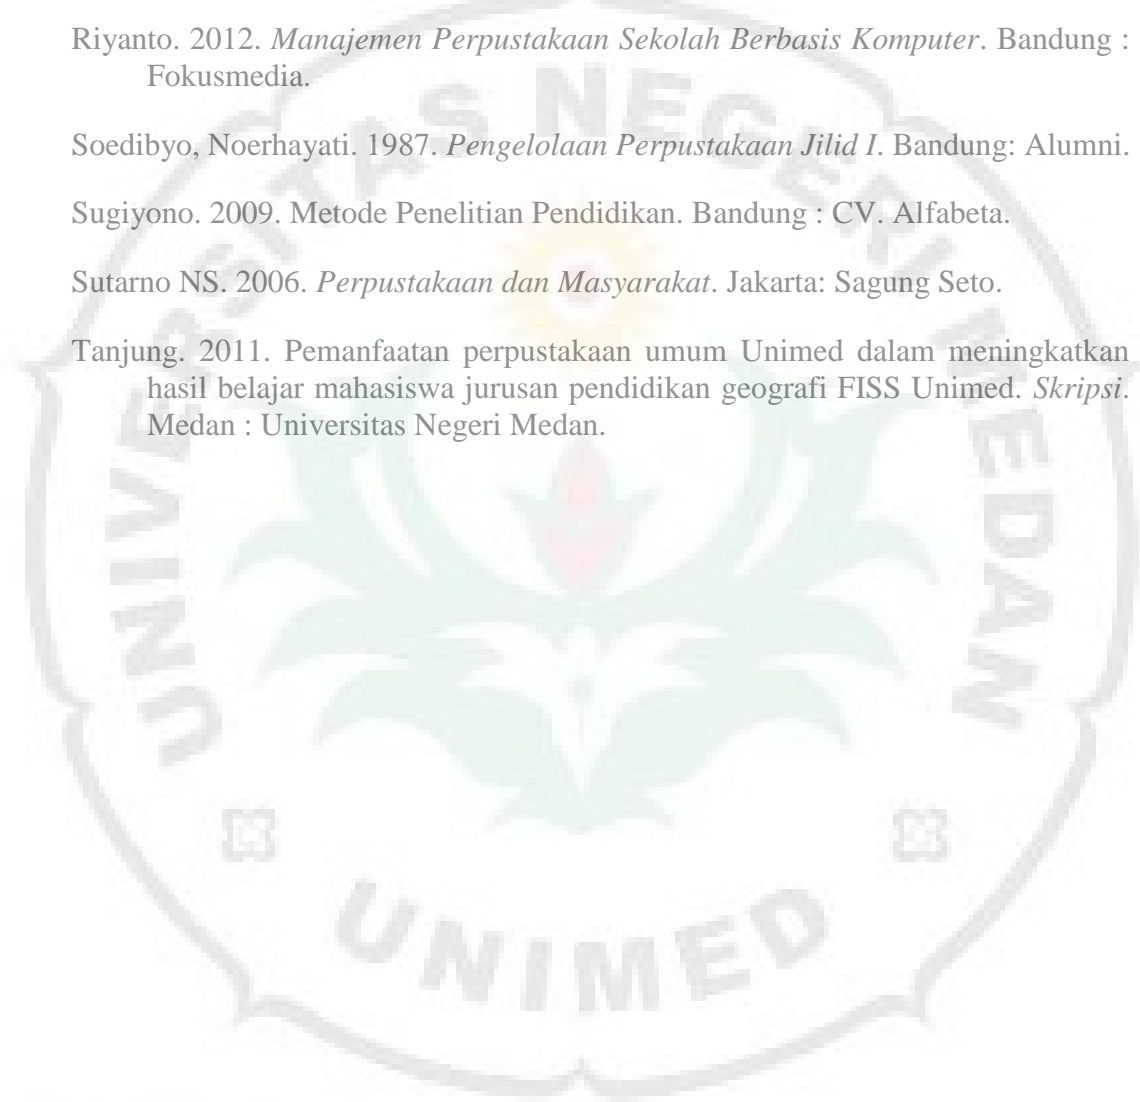 Riyanto. 2012. Manajemen Perpustakaan Sekolah Berbasis Komputer. Bandung :
Fokusmedia.
Soedibyo, Noerhayati. 1987. Pengelolaan Perpustakaan Jilid I. Bandung: Alumni.
Sugiyono. 2009. Metode Penelitian Pendidikan. Bandung : CV. Alfabeta.
Sutarno NS. 2006. Perpustakaan dan Masyarakat. Jakarta: Sagung Seto.
Tanjung. 2011. Pemanfaatan perpustakaan umum Unimed dalam meningkatkan
hasil belajar mahasiswa jurusan pendidikan geografi FISS Unimed. Skripsi.
Medan : Universitas Negeri Medan.
UNIVERSITAS NEGERI MEDAN
UNIMED